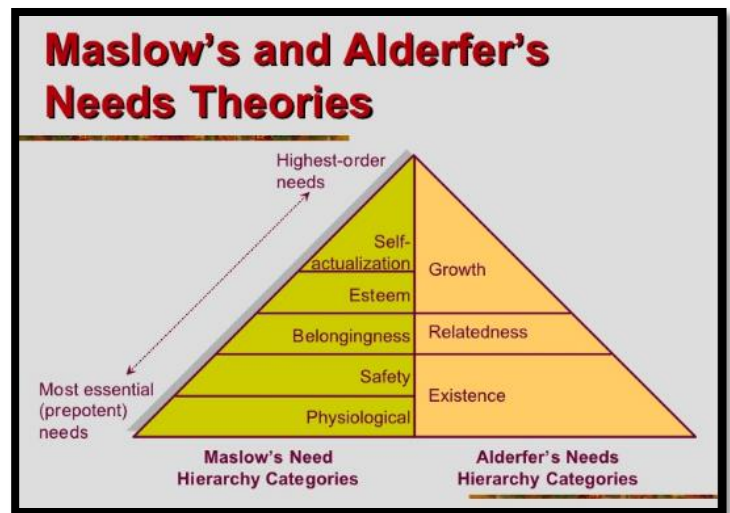 Maslow's and Alderfer's
Needs Theories
Highest-order
needs
Self-
actualization
Growth
Esteem
Belongingness
Relatedness
Safety
Existence
Physiological
Most essential
(prepotent)
needs
Maslow's Need
Hierarchy Categories
Alderfer's Needs
Hierarchy Categories